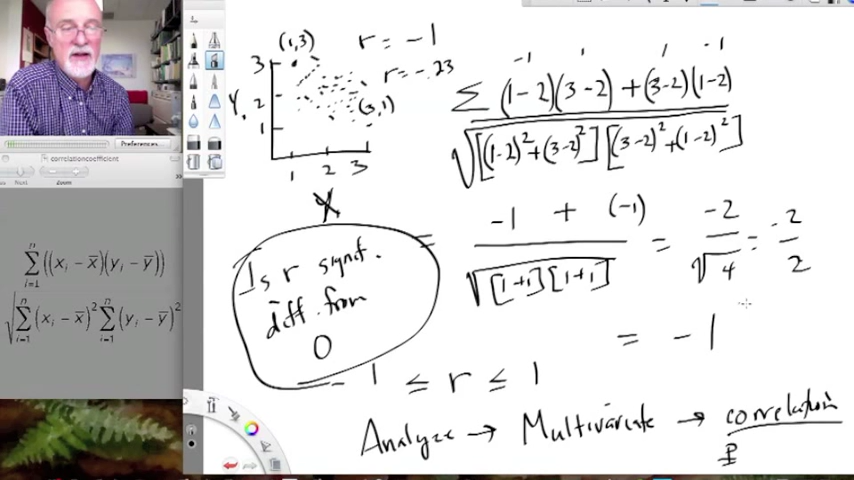 (1,3)
r = -1
r = -.23
3
Y, 2
(3,1)
1
1 2 3
X
-1 1 1 -1
Σ (1-2)(3-2) + (3-2)(1-2)
√[(1-2)²+(3-2)²][(3-2)²+(1-2)²]
= -1 + (-1)
√[1+1][1+1]
= -2
√4
= -2
2
= -1
Is r signif.
diff. from
0
-1 ≤ r ≤ 1
Analyze → Multivariate → correlation
Preferences...
correlationcoefficient
Next Zoom
n
∑((xᵢ - x̄)(yᵢ - ȳ))
i=1
√∑(xᵢ - x̄)²∑(yᵢ - ȳ)²
n n
i=1 i=1